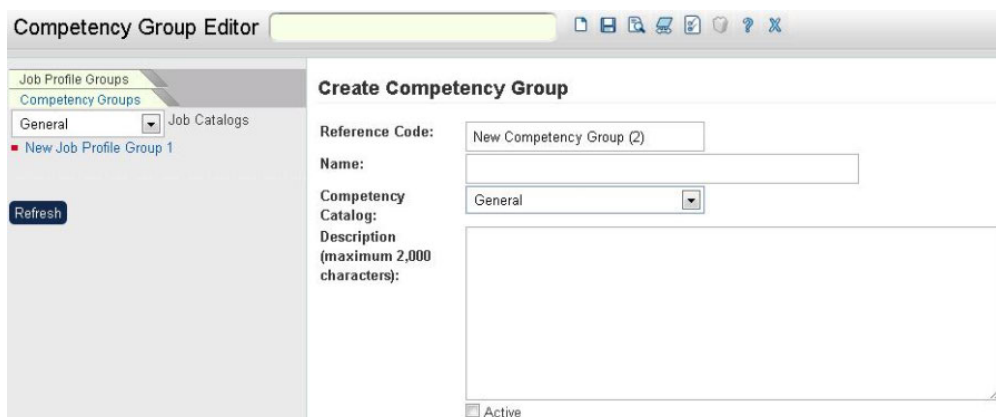 Competency Group Editor
Job Profile Groups
Competency Groups
General
Job Catalogs
New Job Profile Group 1
Refresh
Create Competency Group
Reference Code:
New Competency Group (2)
Name:
Competency
Catalog:
General
Description
(maximum 2,000
characters):
Active